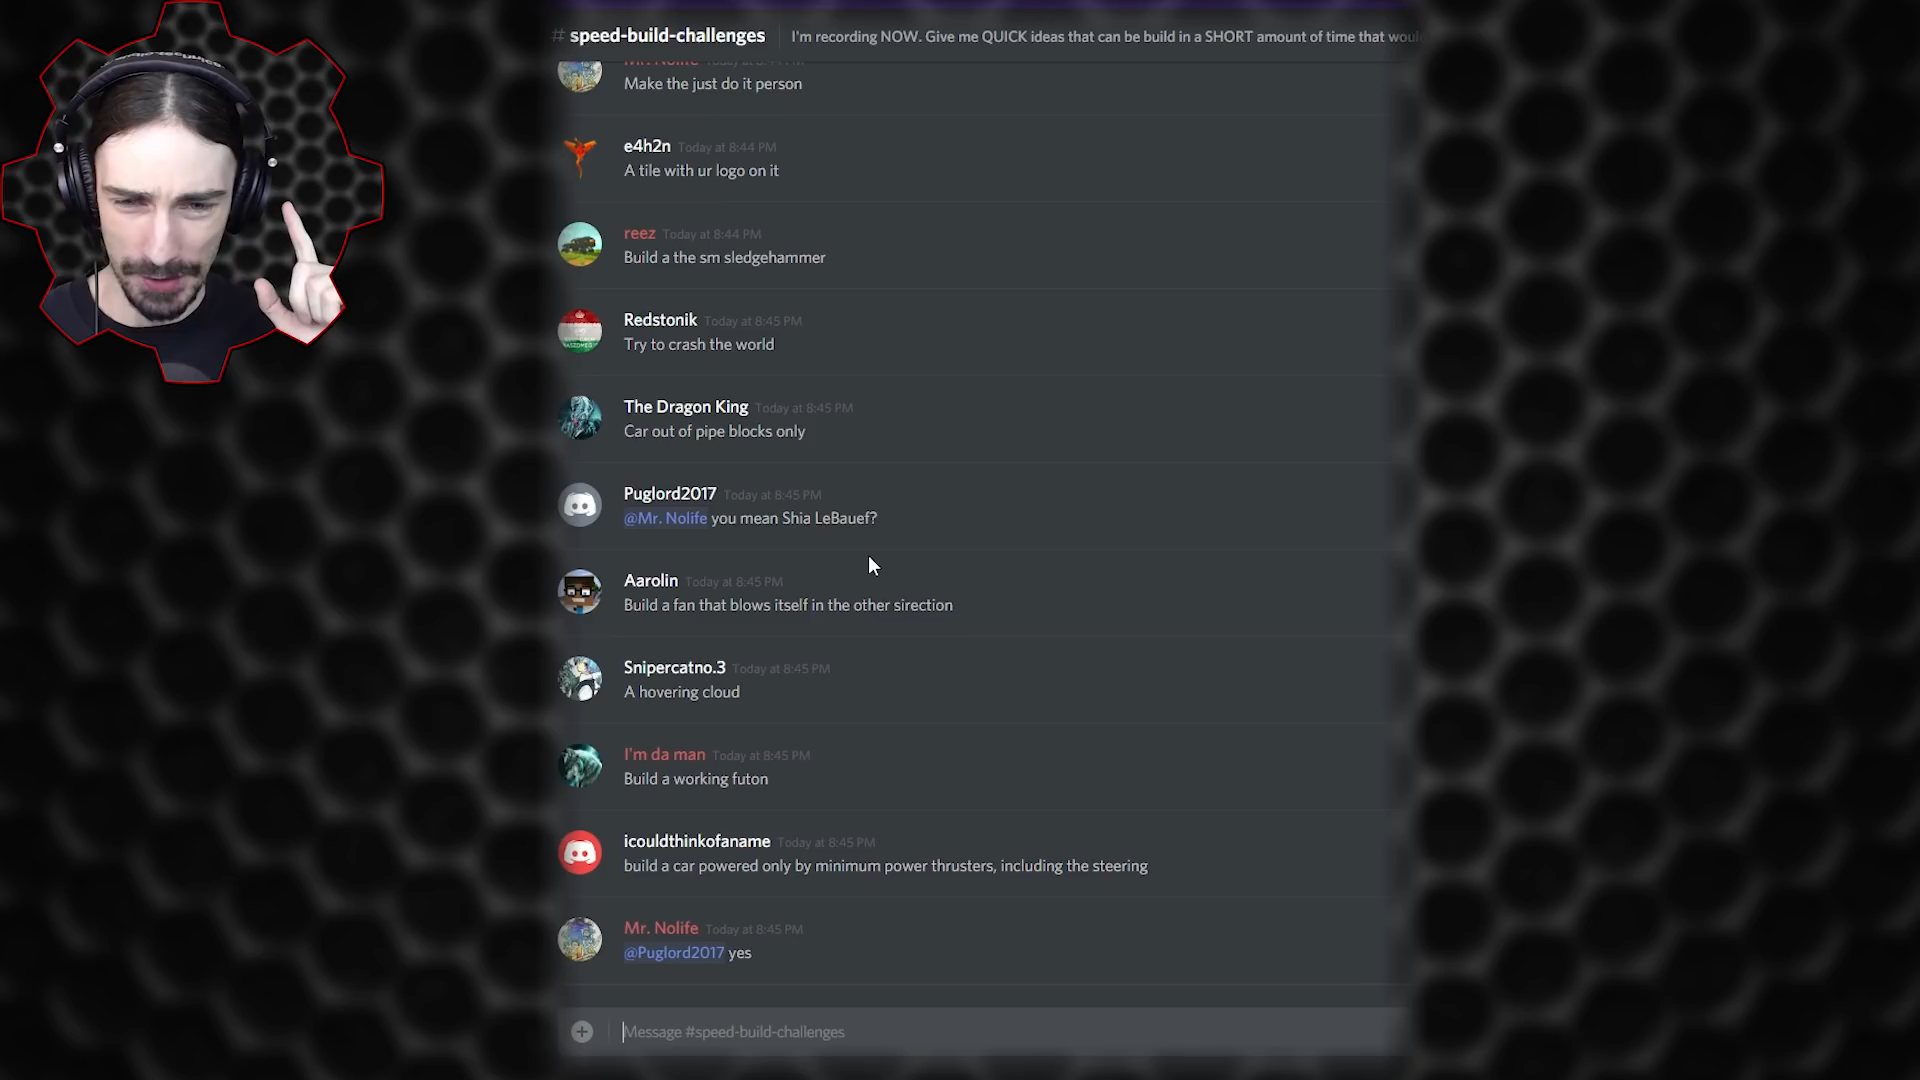 # speed-build-challenges
I'm recording NOW. Give me QUICK ideas that can be build in a SHORT amount of time that
Mr. Nolife Today at 8:44 PM
Make the just do it person
e4h2n Today at 8:44 PM
A tile with ur logo on it
reez Today at 8:44 PM
Build a the sm sledgehammer
Redstonik Today at 8:45 PM
Try to crash the world
The Dragon King Today at 8:45 PM
Car out of pipe blocks only
Puglord2017 Today at 8:45 PM
@Mr. Nolife you mean Shia LeBauef?
Aarolin Today at 8:45 PM
Build a fan that blows itself in the other sirection
Snipercatno.3 Today at 8:45 PM
A hovering cloud
I'm da man Today at 8:45 PM
Build a working futon
icouldthinkofaname Today at 8:45 PM
build a car powered only by minimum power thrusters, including the steering
Mr. Nolife Today at 8:45 PM
@Puglord2017 yes
Message #speed-build-challenges